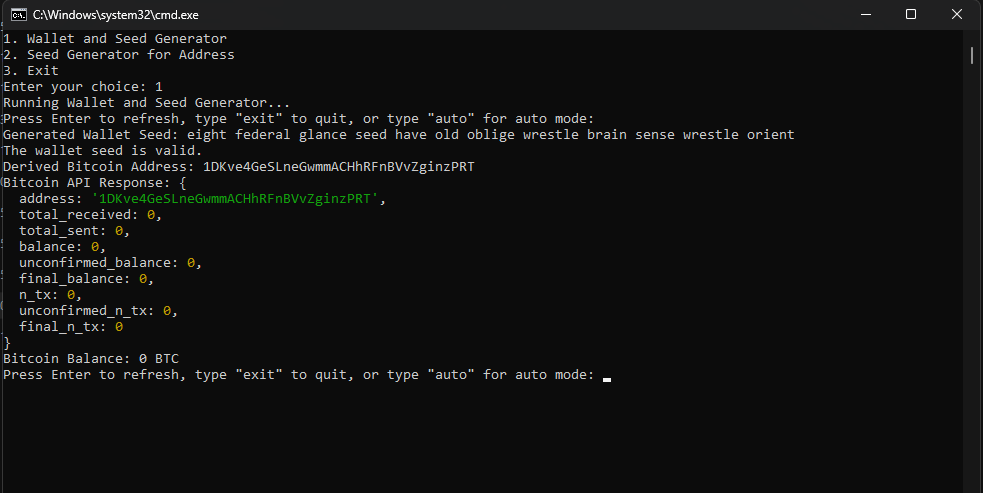 C:\Windows\system32\cmd.exe
1. Wallet and Seed Generator
2. Seed Generator for Address
3. Exit
Enter your choice: 1
Running Wallet and Seed Generator...
Press Enter to refresh, type "exit" to quit, or type "auto" for auto mode:
Generated Wallet Seed: eight federal glance seed have old oblige wrestle brain sense wrestle orient
The wallet seed is valid.
Derived Bitcoin Address: 1DKve4GeSLneGwmmACHhRFnBVvZginzPRT
Bitcoin API Response: {
  address: '1DKve4GeSLneGwmmACHhRFnBVvZginzPRT',
  total_received: 0,
  total_sent: 0,
  balance: 0,
  unconfirmed_balance: 0,
  final_balance: 0,
  n_tx: 0,
  unconfirmed_n_tx: 0,
  final_n_tx: 0
}
Bitcoin Balance: 0 BTC
Press Enter to refresh, type "exit" to quit, or type "auto" for auto mode: